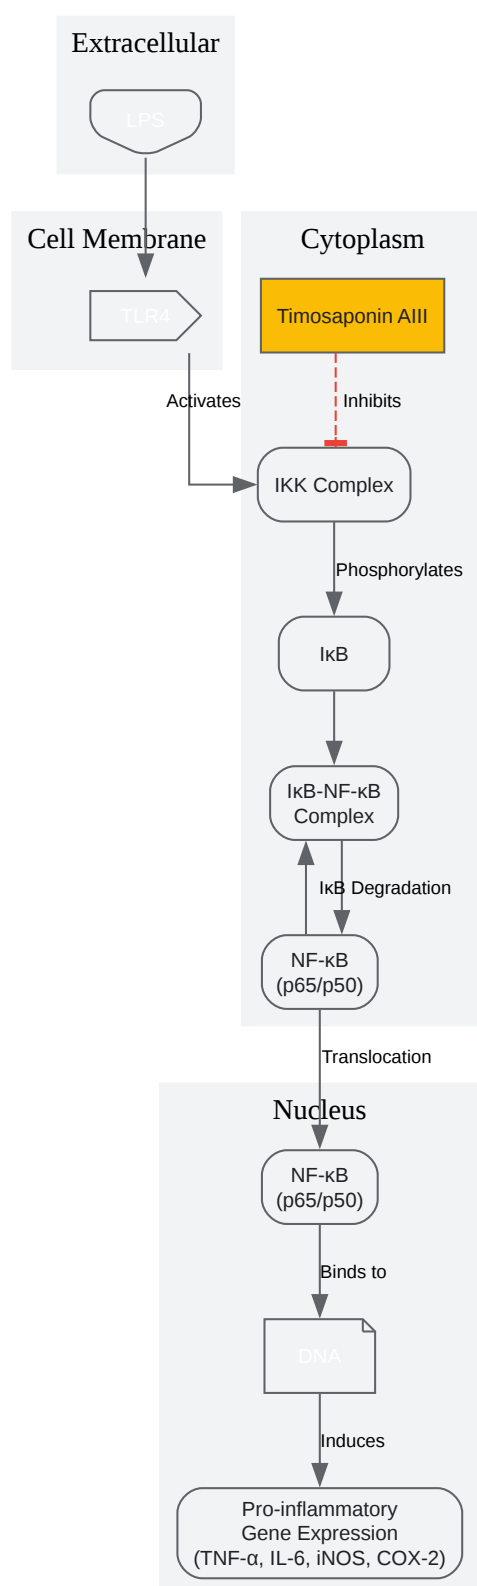 Extracellular
LPS
Cell Membrane
Cytoplasm
TLR4
Timosaponin AIII
Activates
Inhibits
IKK Complex
Phosphorylates
IκB
IκB-NF-κB
Complex
IκB Degradation
NF-κB
(p65/p50)
Translocation
Nucleus
NF-κB
(p65/p50)
Binds to
DNA
Induces
Pro-inflammatory
Gene Expression
(TNF-α, IL-6, iNOS, COX-2)